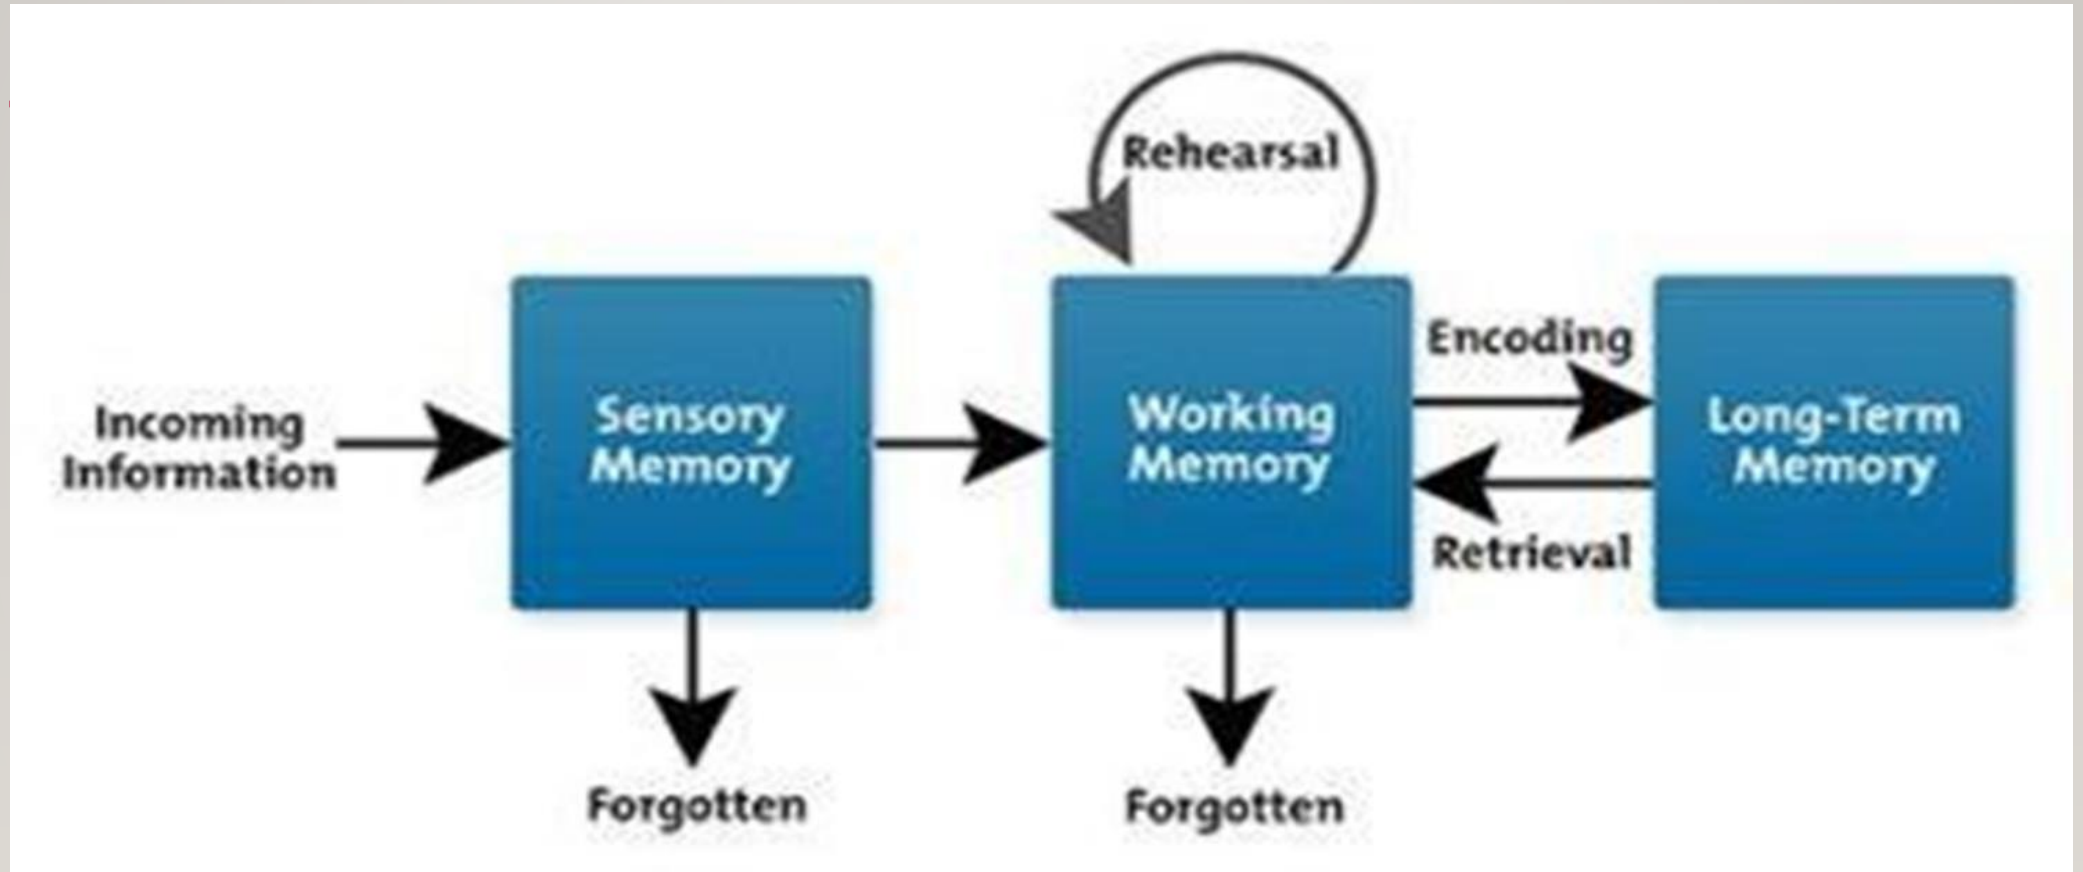 Rehearsal
Encoding
Incoming
Information
Sensory
Memory
Working
Memory
Long-Term
Memory
Retrieval
Forgotten
Forgotten